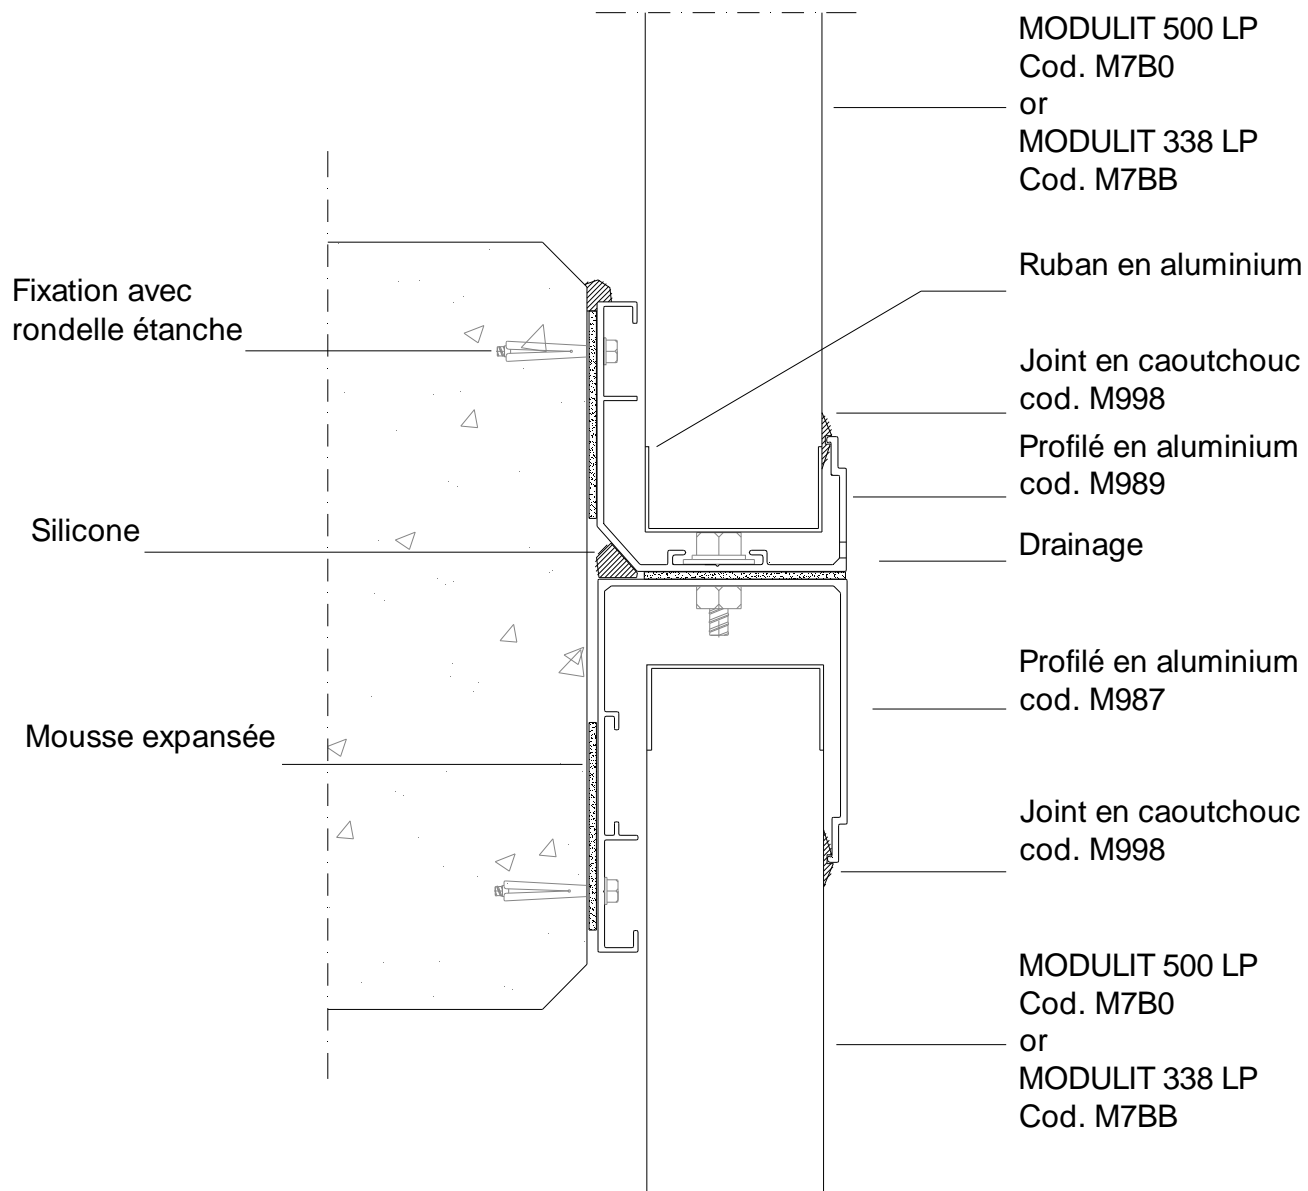 MODULIT 500 LP
Cod. M7B0
or
MODULIT 338 LP
Cod. M7BB
Ruban en aluminium
Fixation avec
rondelle étanche
Joint en caoutchouc
cod. M998
Profilé en aluminium
cod. M989
Silicone
Drainage
Profilé en aluminium
cod. M987
Mousse expansée
Joint en caoutchouc
cod. M998
MODULIT 500 LP
Cod. M7B0
or
MODULIT 338 LP
Cod. M7BB